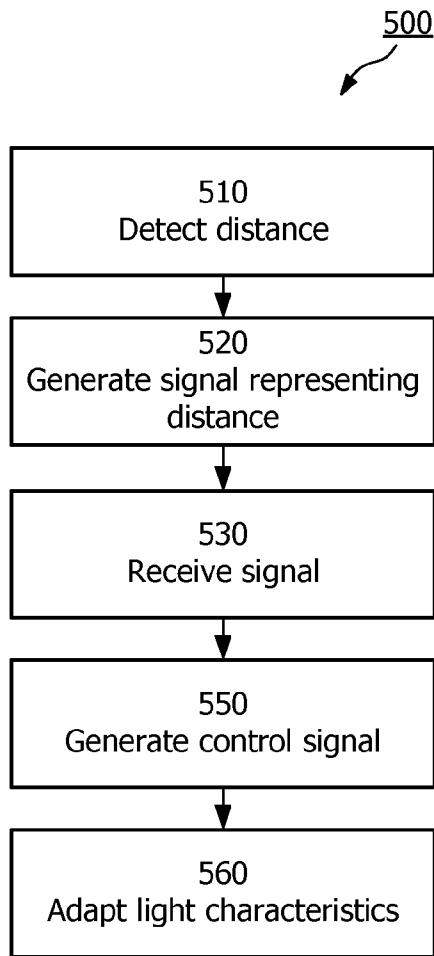 500
510
Detect distance
520
Generate signal representing
distance
530
Receive signal
550
Generate control signal
560
Adapt light characteristics